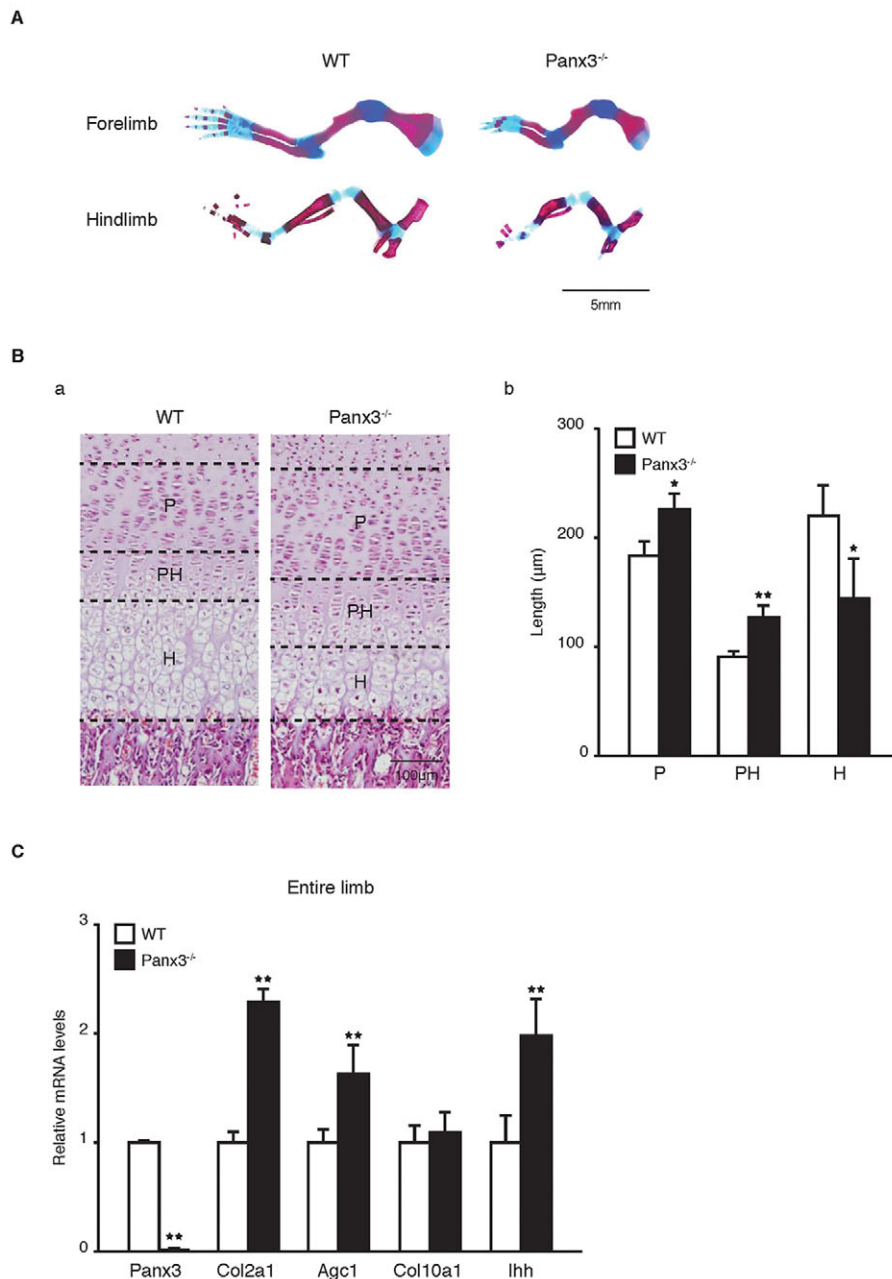 A
WT Panx3-/-
Forelimb
Hindlimb
5mm
B
a
WT Panx3-/-
P P
PH PH
H H
100μm
b
WT
Panx3-/-
300
200
100
0
Length (μm)
★ ★★ ★
P PH H
C
Entire limb
WT
Panx3-/-
3
2
1
0
Relative mRNA levels
★★ ★★ ★★ ★★
Panx3 Col2a1 Agc1 Col10a1 Ihh